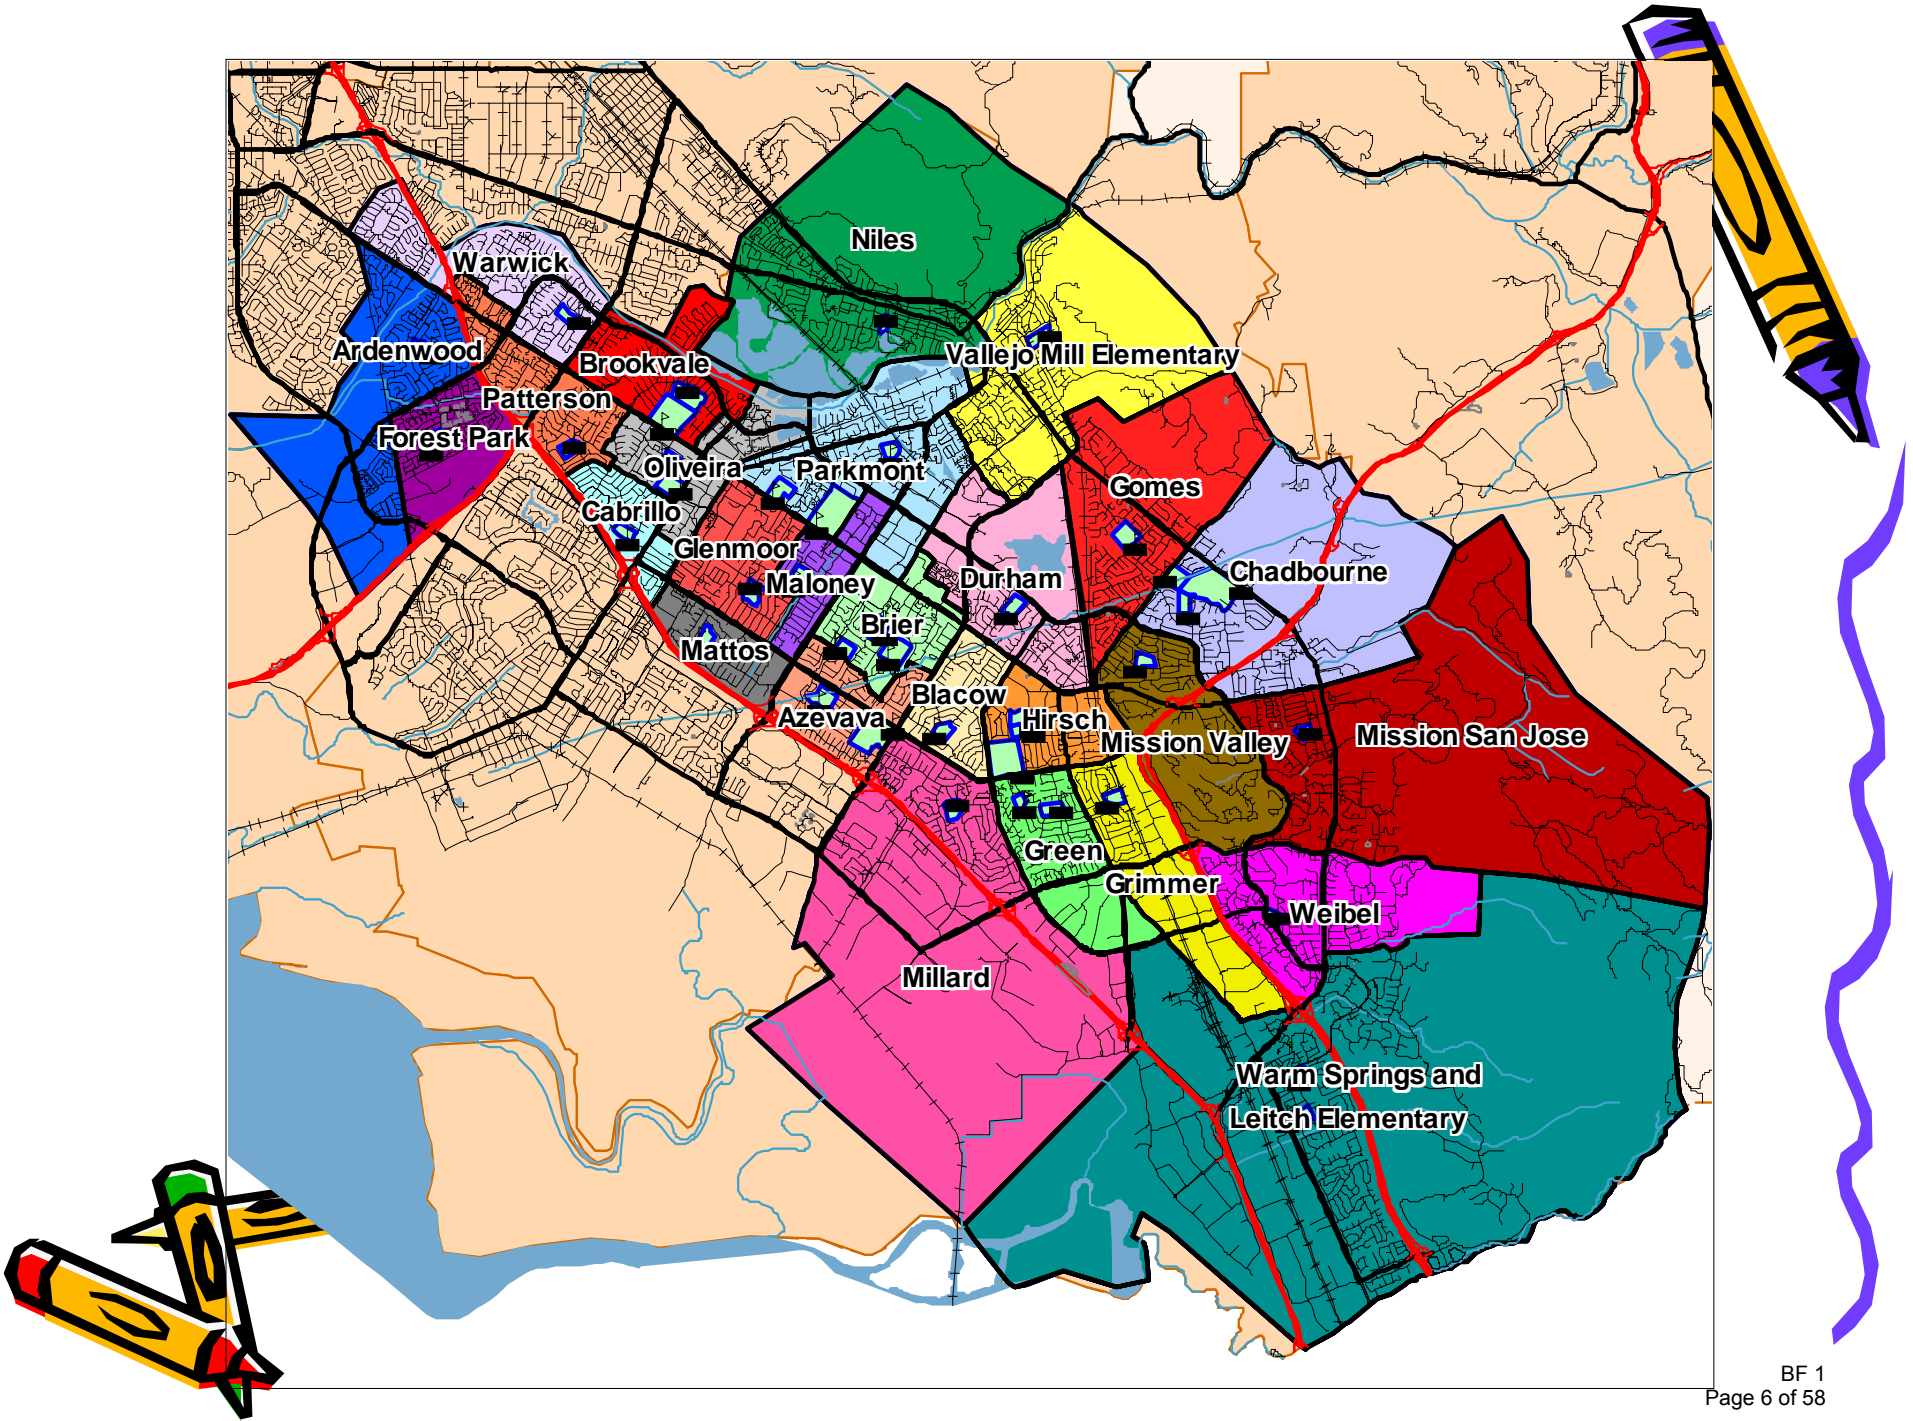 Niles
Warwick
Ardenwood
Brookvale
Vallejo Mill Elementary
Patterson
Forest Park
Oliveira
Parkmont
Gomes
Cabrillo
Glenmoor
Maloney
Durham
Chadbourne
Brier
Mattos
Blacow
Azevava
Hirsch
Mission Valley
Mission San Jose
Green
Grimmer
Weibel
Millard
Warm Springs and
Leitch Elementary
BF 1
Page 6 of 58